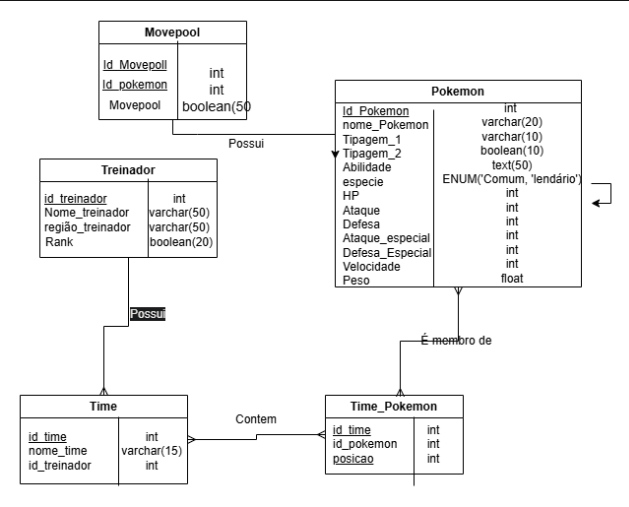 Movepool
Id_Movepoll int
Id_pokemon int
Movepool boolean(50
Possui
Pokemon
Id_Pokemon int
nome_Pokemon varchar(20)
Tipagem_1 varchar(10)
Tipagem_2 boolean(10)
Abilidade text(50)
especie ENUM('Comum, 'lendário')
HP int
Ataque int
Defesa int
Ataque_especial int
Defesa_Especial int
Velocidade int
Peso float
Treinador
id_treinador int
Nome_treinador varchar(50)
região_treinador varchar(50)
Rank boolean(20)
Possui
É membro de
Time
id_time int
nome_time varchar(15)
id_treinador int
Contem
Time_Pokemon
id_time int
id_pokemon int
posicao int